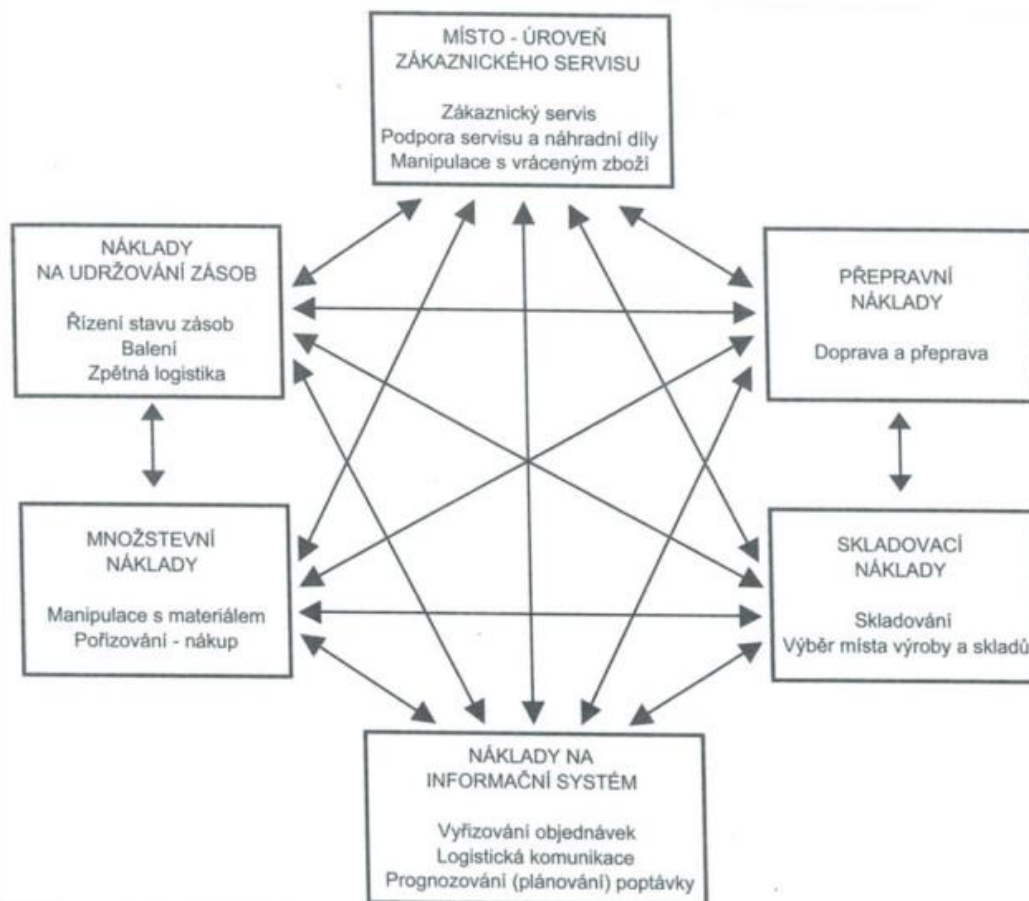 MÍSTO - ÚROVEŇ
ZÁKAZNICKÉHO SERVISU
Zákaznický servis
Podpora servisu a náhradní díly
Manipulace s vráceným zboží
NÁKLADY
NA UDRŽOVÁNÍ ZÁSOB
Řízení stavu zásob
Balení
Zpětná logistika
PŘEPRAVNÍ
NÁKLADY
Doprava a přeprava
MNOŽSTEVNÍ
NÁKLADY
Manipulace s materiálem
Pořizování - nákup
SKLADOVACÍ
NÁKLADY
Skladování
Výběr místa výroby a skladů
NÁKLADY NA
INFORMAČNÍ SYSTÉM
Vyřizování objednávek
Logistická komunikace
Prognozování (plánování) poptávky